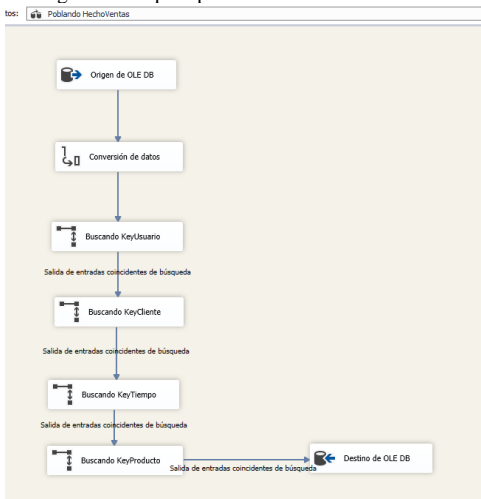 tos: Poblando HechoVentas
Origen de OLE DB
Conversión de datos
Buscando KeyUsuario
Salida de entradas coincidentes de búsqueda
Buscando KeyCliente
Salida de entradas coincidentes de búsqueda
Buscando KeyTiempo
Salida de entradas coincidentes de búsqueda
Buscando KeyProducto
Salida de entradas coincidentes de búsqueda
Destino de OLE DB